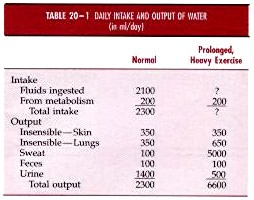 TABLE 20–1 DAILY INTAKE AND OUTPUT OF WATER
(in ml/day)
Normal Prolonged, Heavy Exercise
Intake
Fluids ingested 2100 ?
From metabolism 200 200
Total intake 2300 ?
Output
Insensible—Skin 350 350
Insensible—Lungs 350 650
Sweat 100 5000
Feces 100 100
Urine 1400 500
Total output 2300 6600